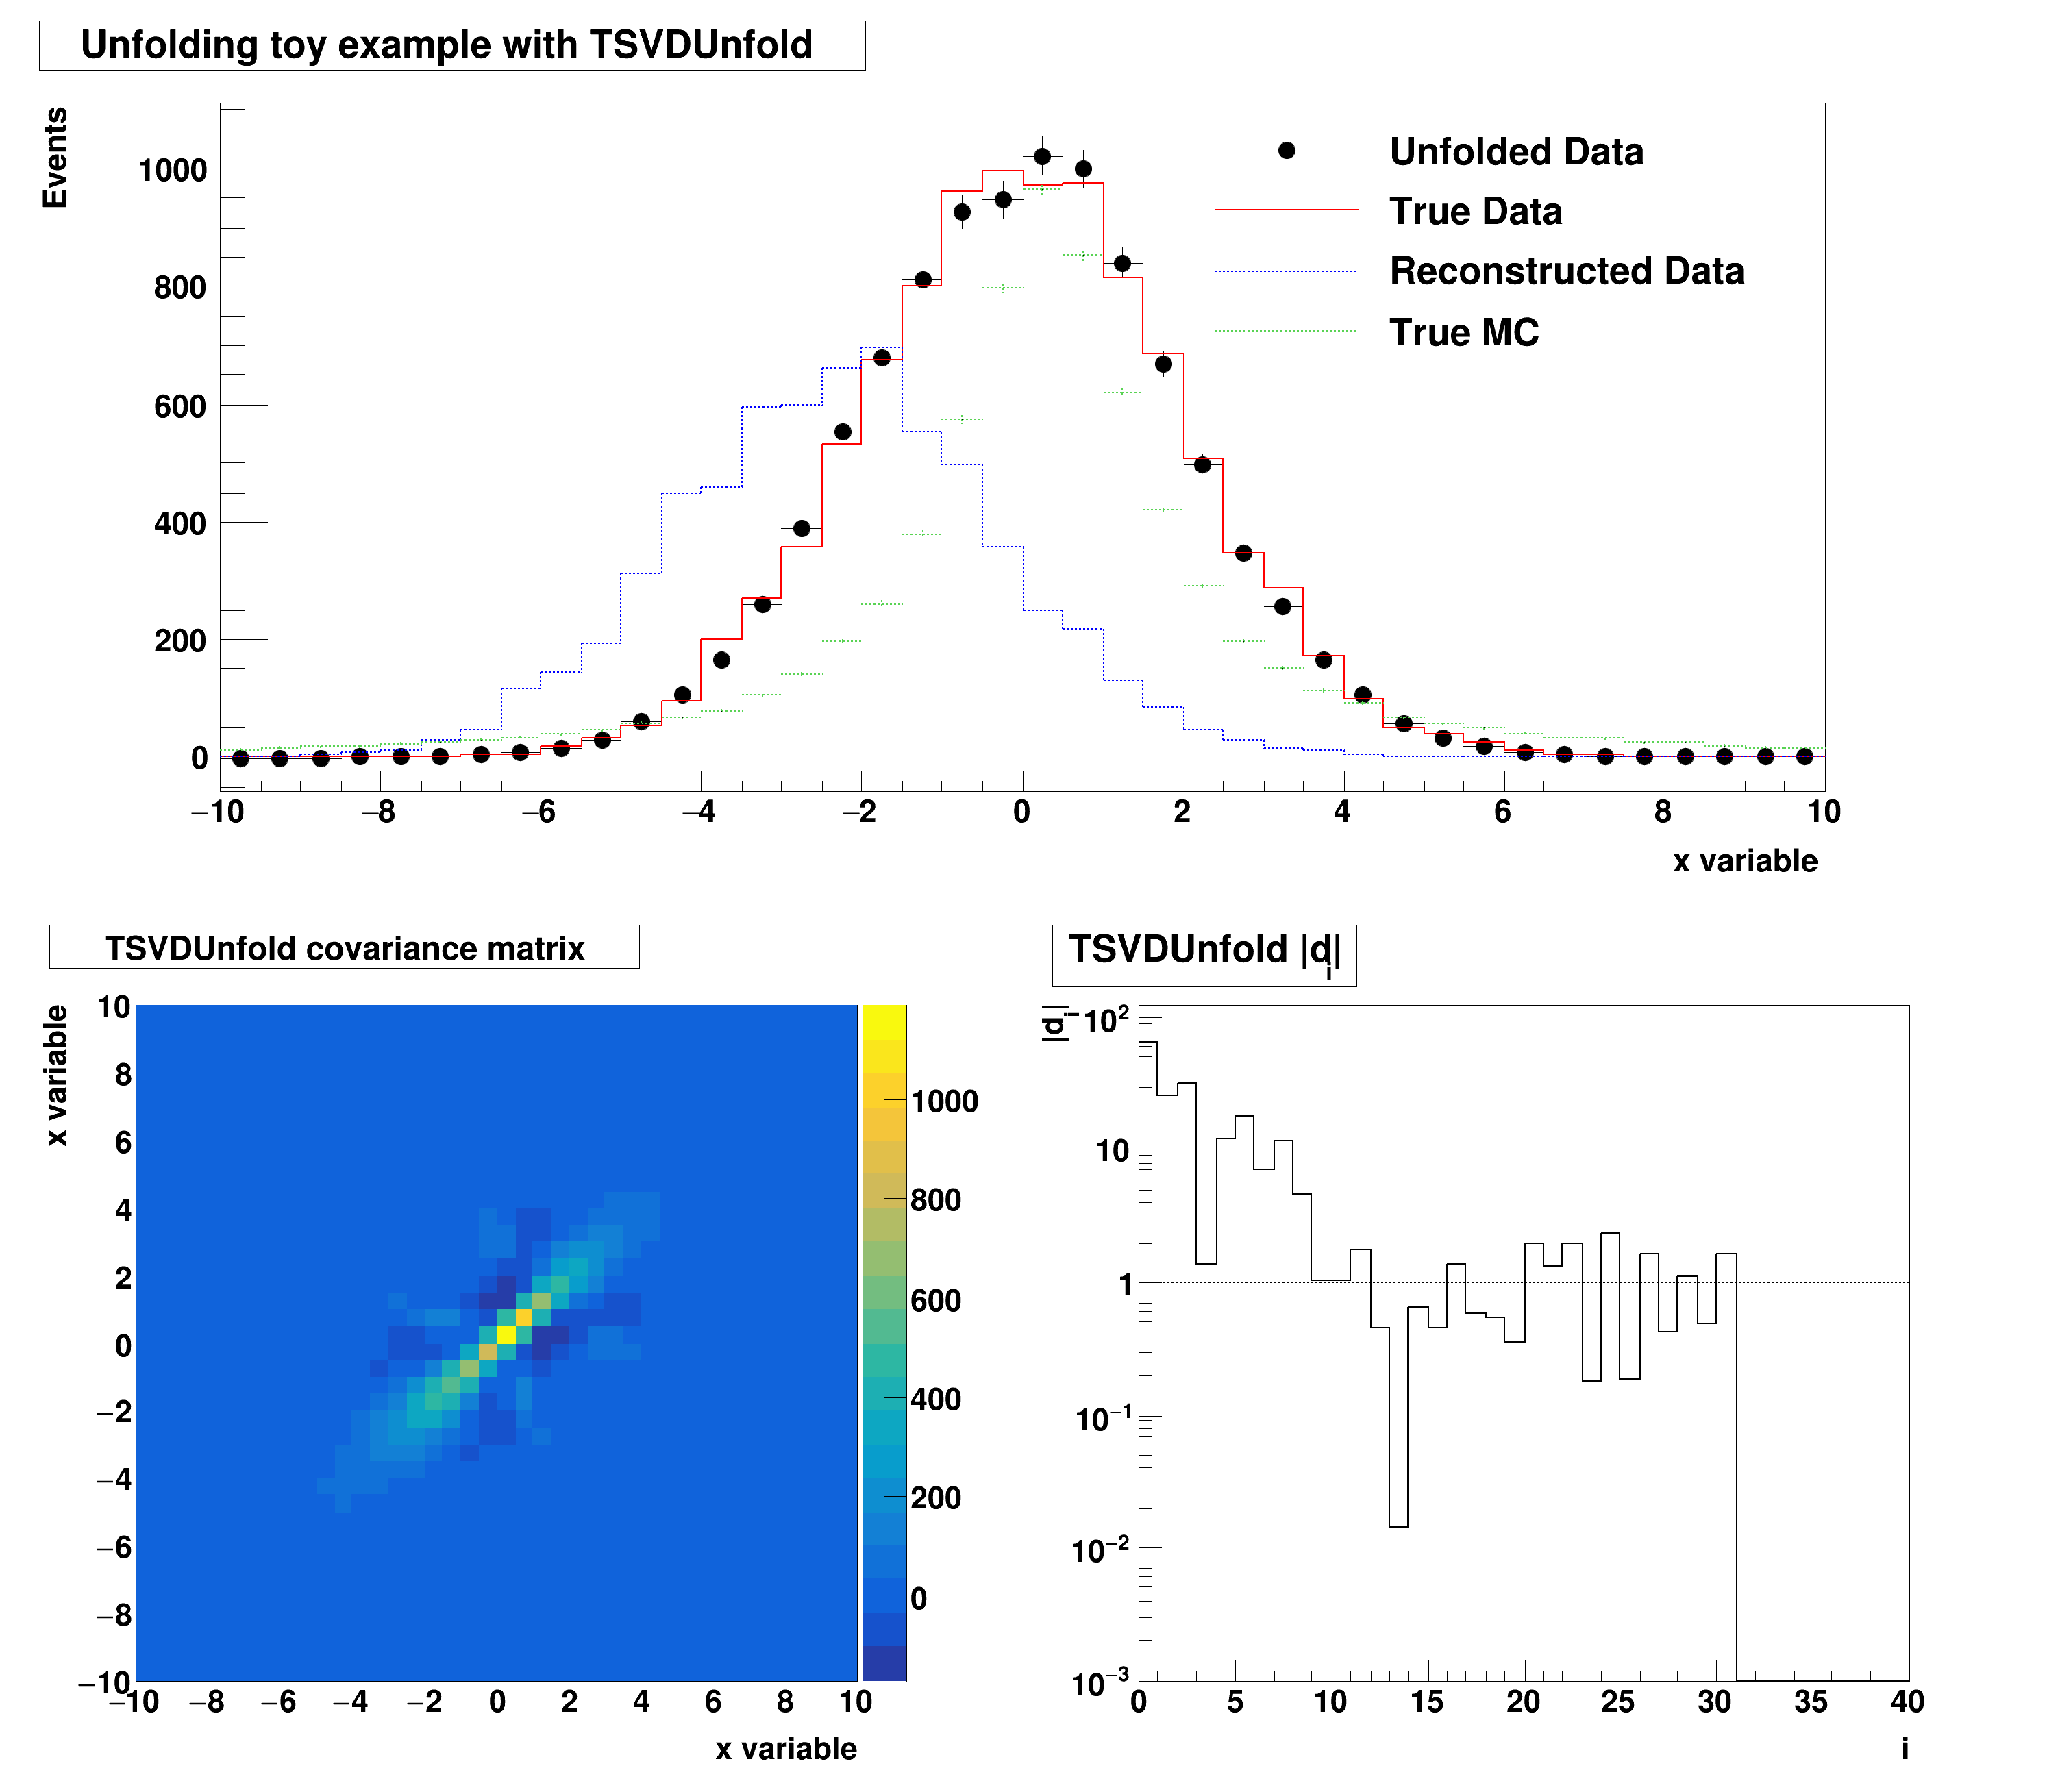 Unfolding toy example with TSVDUnfold
Events
1000
800
600
400
200
0
Unfolded Data
True Data
Reconstructed Data
True MC
−10 −8 −6 −4 −2 0 2 4 6 8 10
x variable
TSVDUnfold covariance matrix
x variable
10
8
6
4
2
0
−2
−4
−6
−8
−10
1000
800
600
400
200
0
−10 −8 −6 −4 −2 0 2 4 6 8 10
x variable
TSVDUnfold |d_i|
|d_i|
10^2
10
1
10^−1
10^−2
10^−3
0 5 10 15 20 25 30 35 40
i